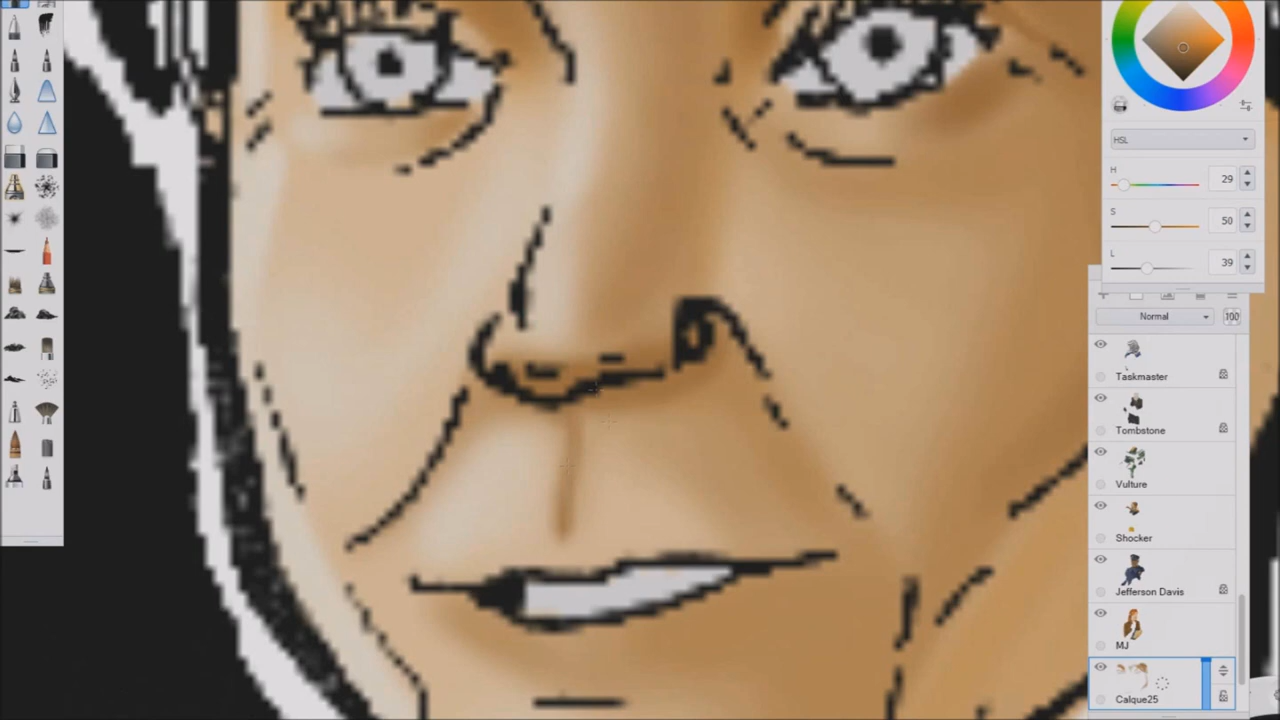 HSL
H 29
S 50
L 39
Normal 100
Taskmaster
Tombstone
Vulture
Shocker
Jefferson Davis
MJ
Calque25